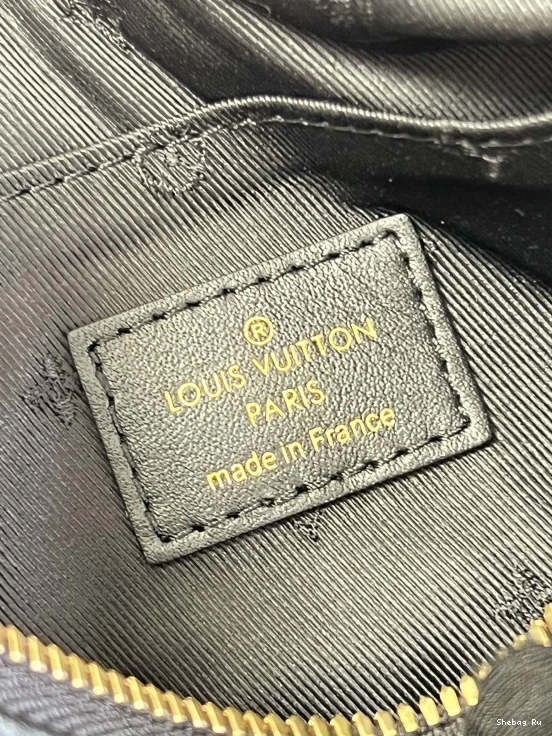 ®
LOUIS VUITTON
PARIS
made in France
Shebag.Ru